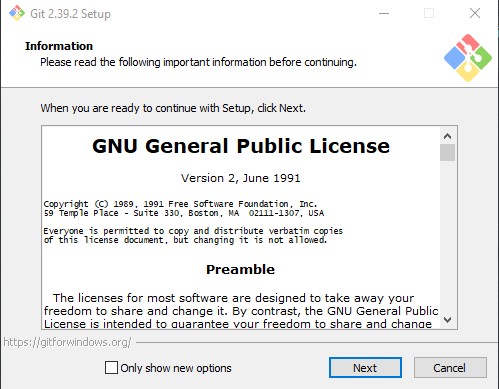 Git 2.39.2 Setup
Information
Please read the following important information before continuing.
When you are ready to continue with Setup, click Next.
GNU General Public License
Version 2, June 1991
Copyright (C) 1989, 1991 Free Software Foundation, Inc.
59 Temple Place - Suite 330, Boston, MA  02111-1307, USA
Everyone is permitted to copy and distribute verbatim copies
of this license document, but changing it is not allowed.
Preamble
The licenses for most software are designed to take away your
freedom to share and change it. By contrast, the GNU General Public
License is intended to guarantee your freedom to share and change
https://gitforwindows.org/
Only show new options
Next
Cancel